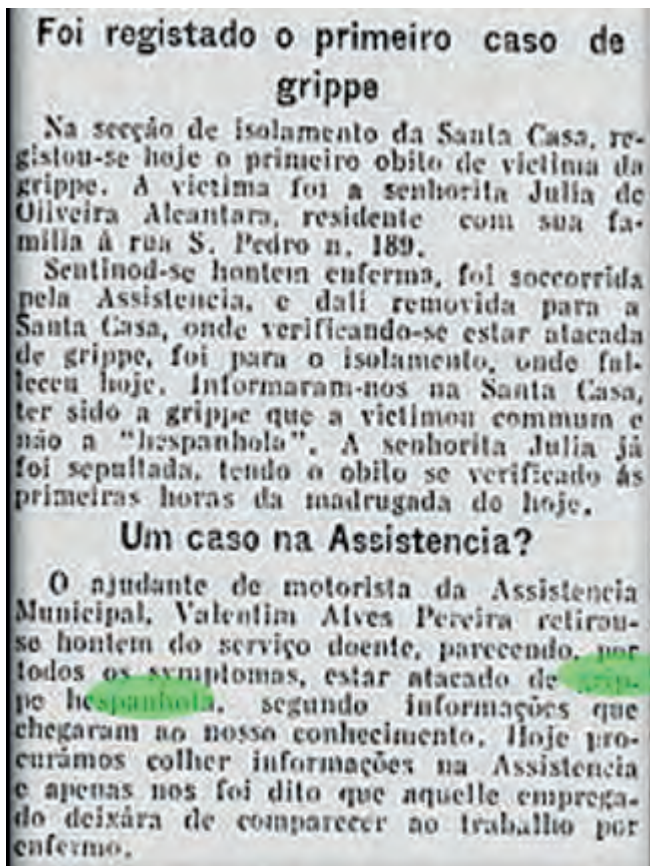 Foi registado o primeiro caso de
grippe
Na secção de isolamento da Santa Casa, re-
gistou-se hoje o primeiro obito de victima da
grippe. A victima foi a senhorita Julia de
Oliveira Alcantara, residente com sua fa-
milia á rua S. Pedro n. 189.
Sentinod-se hontem enferma, foi soccorrida
pela Assistencia, e dali removida para a
Santa Casa, onde verificando-se estar atacada
de grippe, foi para o isolamento, onde fal-
leceu hoje. Informaram-nos na Santa Casa,
ter sido a grippe que a victimou commum e
não a "hespanhola". A senhorita Julia já
foi sepultada, tendo o obito se verificado ás
primeiras horas da madrugada de hoje.
Um caso na Assistencia?
O ajudante de motorista da Assistencia
Municipal, Valentim Alves Pereira retirou-
se hontem do serviço doente, parecendo, por
todos os symptomas, estar atacado de grip-
pe hespanhola, segundo informações que
chegaram ao nosso conhecimento. Hoje pro-
curámos colher informações na Assistencia
e apenas nos foi dito que aquelle emprega-
do deixára de comparecer ao trabalho por
enfermo.